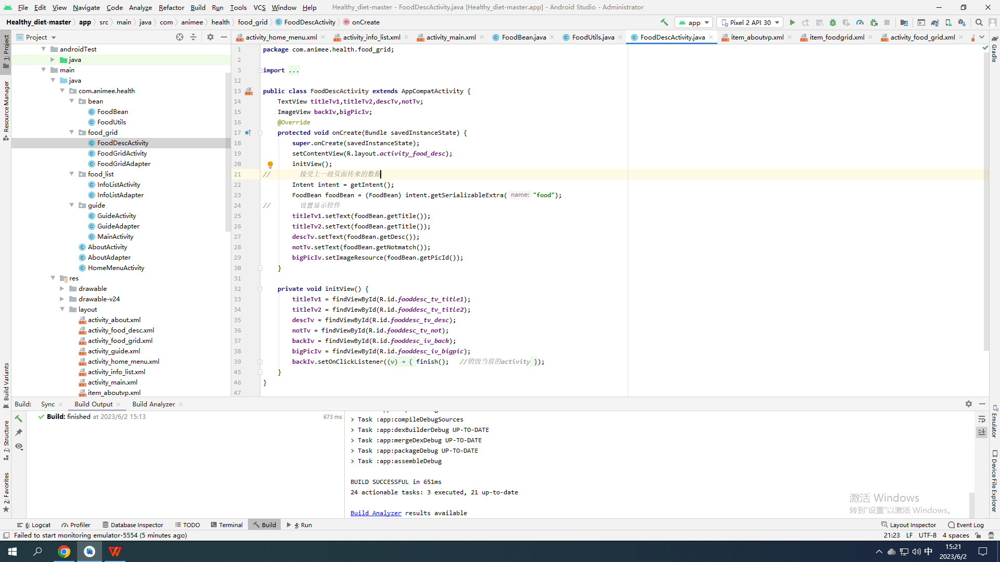 File Edit View Navigate Code Analyze Refactor Build Run Tools VCS Window Help Healthy_diet-master - FoodDescActivity.java [Healthy_diet-master.app] - Android Studio - Administrator
Healthy_diet-master app src main java com animee health food_grid FoodDescActivity onCreate app Pixel 2 API 30
Project
activity_home_menu.xml activity_info_list.xml activity_main.xml FoodBean.java FoodUtils.java FoodDescActivity.java item_aboutvp.xml item_foodgrid.xml activity_food_grid.xml
1: Project
Resource Manager
Build Variants
7: Structure
2: Favorites
androidTest
java
main
java
com.animee.health
bean
FoodBean
FoodUtils
food_grid
FoodDescActivity
FoodGridActivity
FoodGridAdapter
food_list
InfoListActivity
InfoListAdapter
guide
GuideActivity
GuideAdapter
MainActivity
AboutActivity
AboutAdapter
HomeMenuActivity
res
drawable
drawable-v24
layout
activity_about.xml
activity_food_desc.xml
activity_food_grid.xml
activity_guide.xml
activity_home_menu.xml
activity_info_list.xml
activity_main.xml
item_aboutvp.xml
1 package com.animee.health.food_grid;
2
3 import ...
12
13 public class FoodDescActivity extends AppCompatActivity {
14 TextView titleTv1,titleTv2,descTv,notTv;
15 ImageView backIv,bigPicIv;
16 @Override
17 protected void onCreate(Bundle savedInstanceState) {
18 super.onCreate(savedInstanceState);
19 setContentView(R.layout.activity_food_desc);
20 initView();
21 // 接受上一级页面传来的数据
22 Intent intent = getIntent();
23 FoodBean foodBean = (FoodBean) intent.getSerializableExtra( name: "food");
24 // 设置显示控件
25 titleTv1.setText(foodBean.getTitle());
26 titleTv2.setText(foodBean.getTitle());
27 descTv.setText(foodBean.getDesc());
28 notTv.setText(foodBean.getNotmatch());
29 bigPicIv.setImageResource(foodBean.getPicId());
30 }
31
32 private void initView() {
33 titleTv1 = findViewById(R.id.fooddesc_tv_title1);
34 titleTv2 = findViewById(R.id.fooddesc_tv_title2);
35 descTv = findViewById(R.id.fooddesc_tv_desc);
36 notTv = findViewById(R.id.fooddesc_tv_not);
37 backIv = findViewById(R.id.fooddesc_iv_back);
38 bigPicIv = findViewById(R.id.fooddesc_iv_bigpic);
39 backIv.setOnClickListener((v) → { finish(); //销毁当前的activity });
45 }
46 }
47
Gradle
Emulator
Device File Explorer
Build: Sync Build Output Build Analyzer
Build: finished at 2023/6/2 15:13 673 ms
> Task :app:compileDebugSources
> Task :app:dexBuilderDebug UP-TO-DATE
> Task :app:mergeDexDebug UP-TO-DATE
> Task :app:packageDebug UP-TO-DATE
> Task :app:assembleDebug
BUILD SUCCESSFUL in 651ms
24 actionable tasks: 3 executed, 21 up-to-date
Build Analyzer results available
激活 Windows
转到"设置"以激活 Windows。
6: Logcat Profiler Database Inspector TODO Terminal Build 4: Run Layout Inspector Event Log
Failed to start monitoring emulator-5554 (5 minutes ago) 21:23 LF UTF-8 4 spaces
中 15:21
2023/6/2